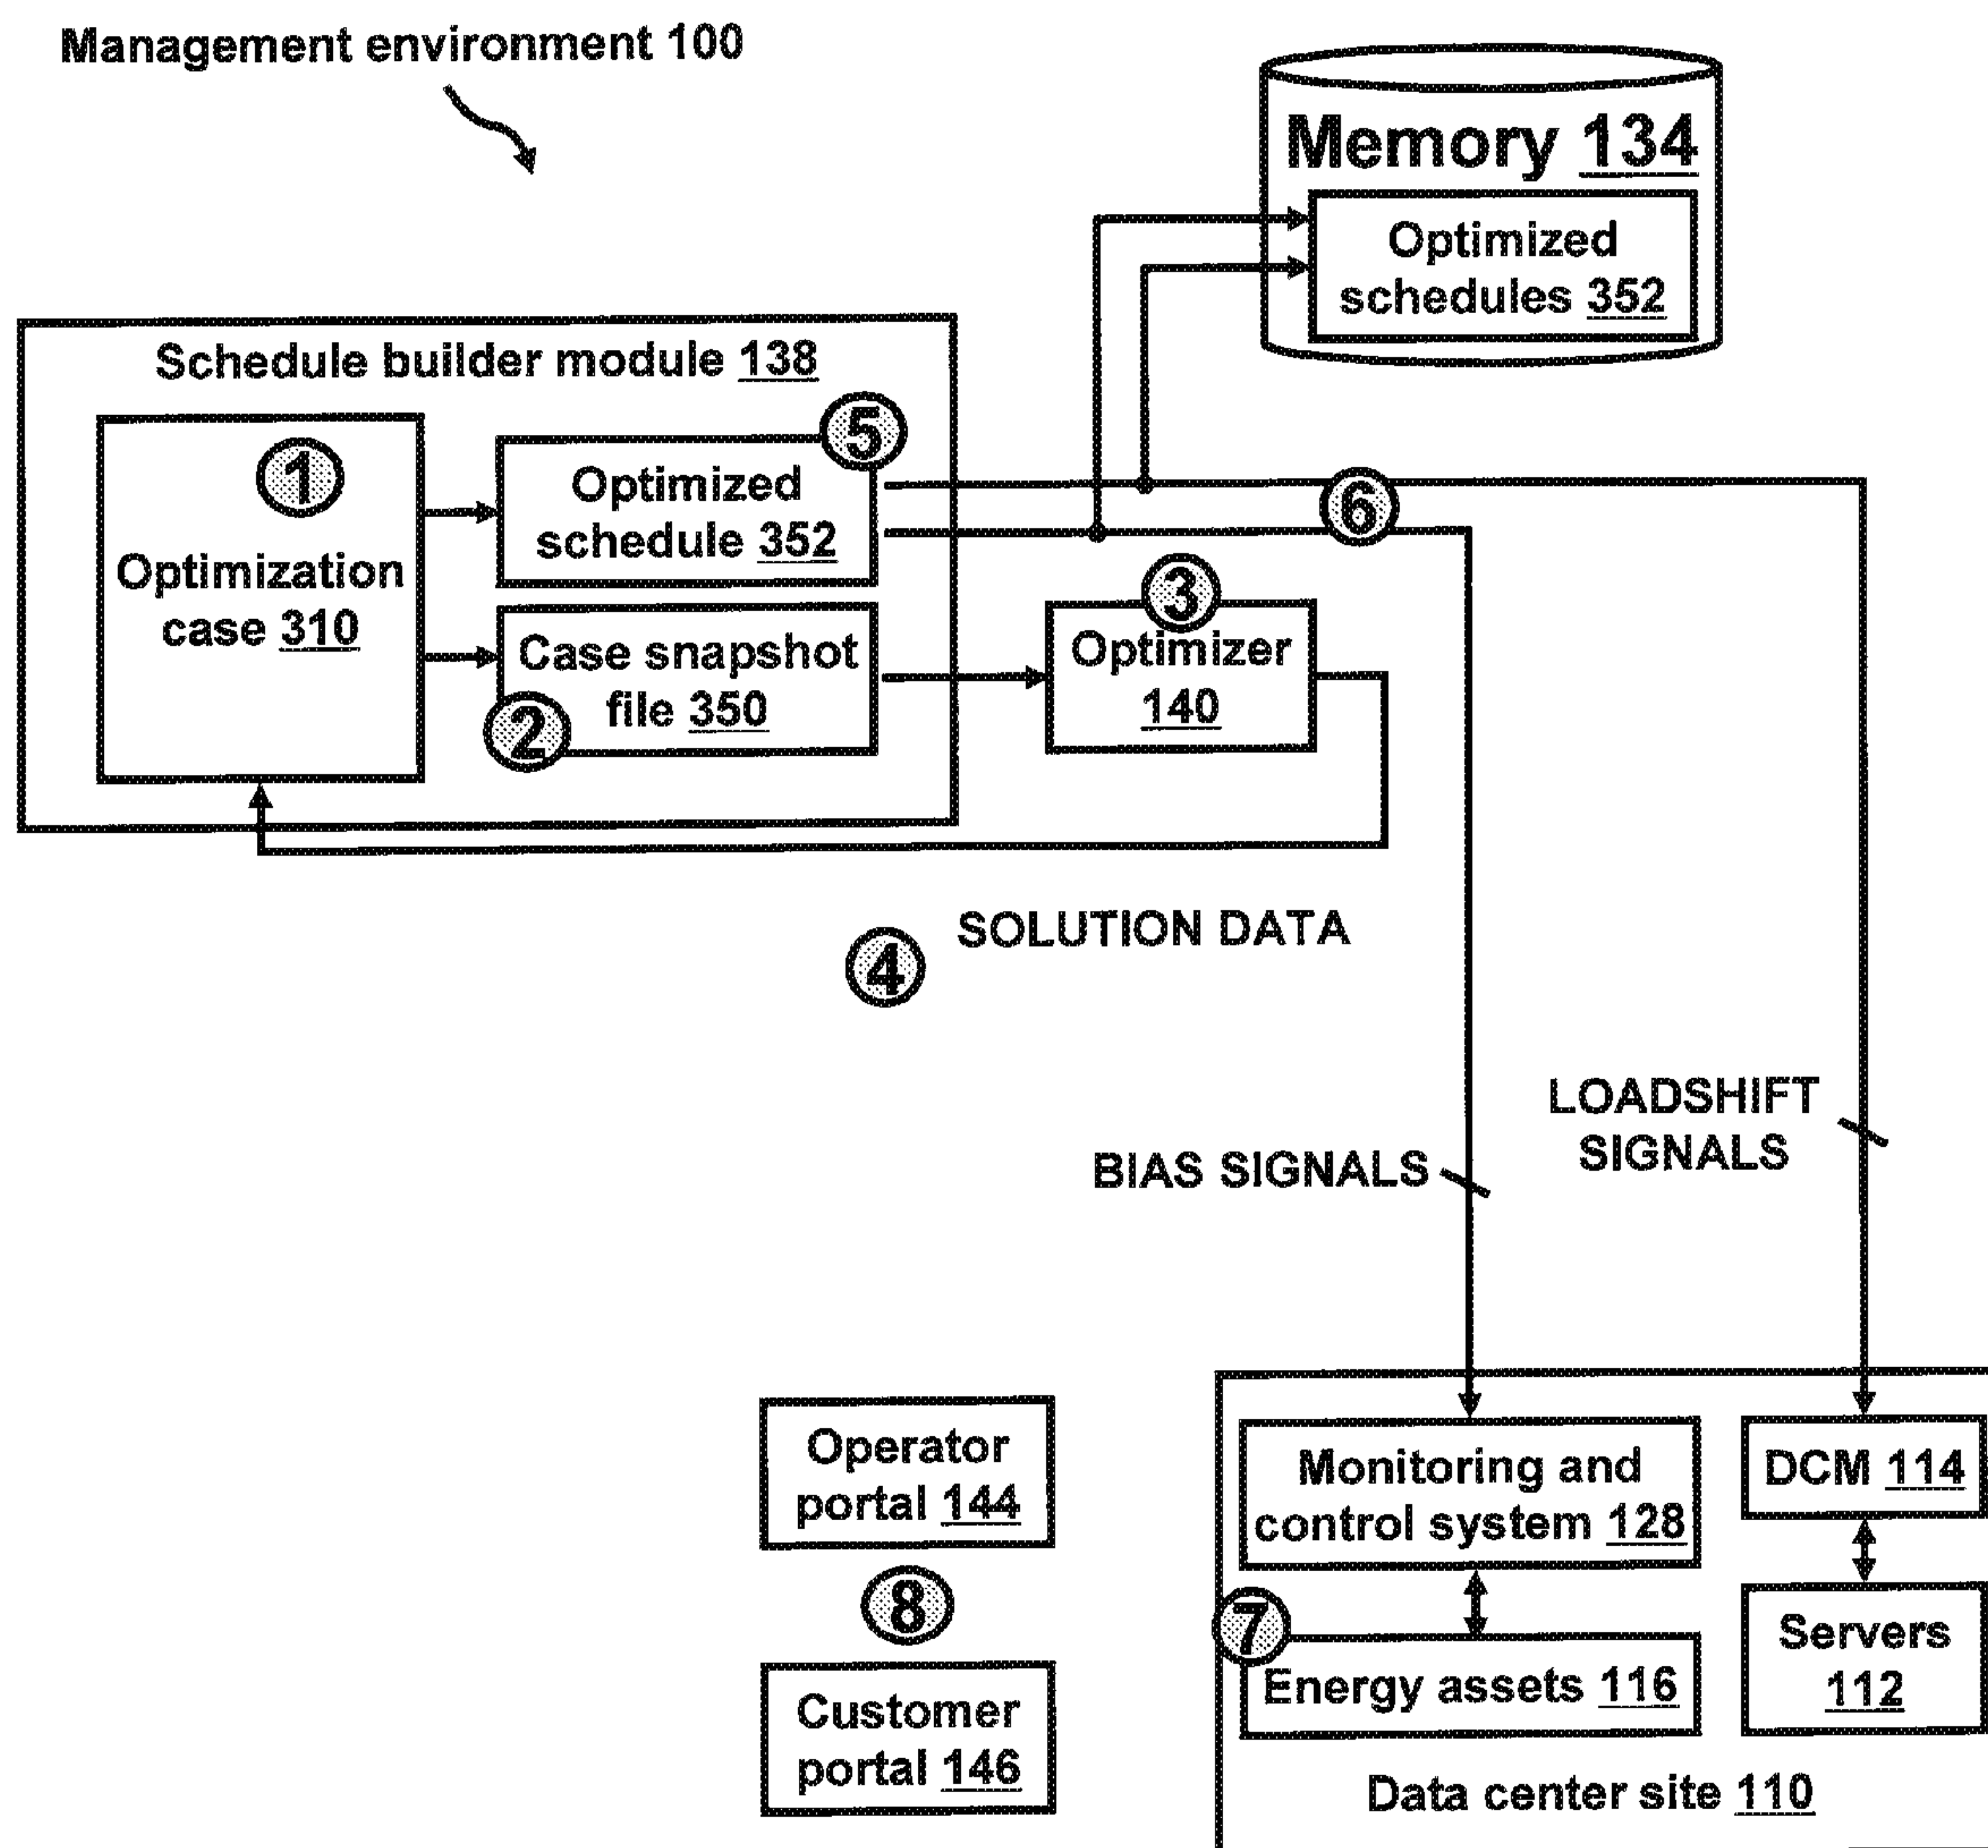 Management environment 100
Memory 134
Optimized
schedules 352
Schedule builder module 138
1
Optimization
case 310
5
Optimized
schedule 352
6
2
Case snapshot
file 350
3
Optimizer
140
4
SOLUTION DATA
LOADSHIFT
SIGNALS
BIAS SIGNALS
Operator
portal 144
8
Customer
portal 146
Monitoring and
control system 128
DCM 114
7
Energy assets 116
Servers
112
Data center site 110